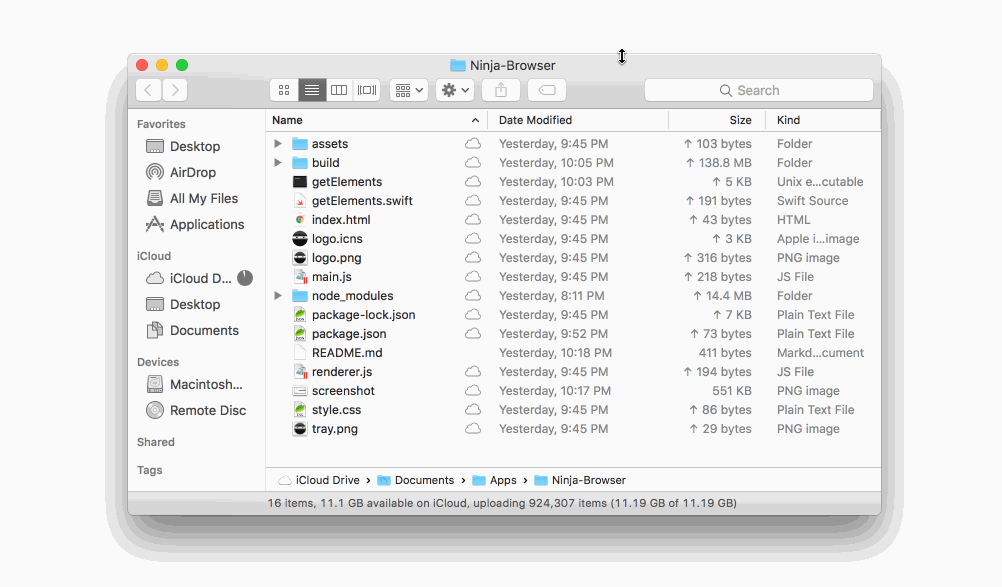 Ninja-Browser
Search
Favorites
Desktop
AirDrop
All My Files
Applications
iCloud
iCloud D...
Desktop
Documents
Devices
Macintosh...
Remote Disc
Shared
Tags
Name Date Modified Size Kind
assets Yesterday, 9:45 PM ↑ 103 bytes Folder
build Yesterday, 10:05 PM ↑ 138.8 MB Folder
getElements Yesterday, 10:03 PM ↑ 5 KB Unix e...cutable
getElements.swift Yesterday, 9:45 PM ↑ 191 bytes Swift Source
index.html Yesterday, 9:45 PM ↑ 43 bytes HTML
logo.icns Yesterday, 9:45 PM ↑ 3 KB Apple i...image
logo.png Yesterday, 9:45 PM ↑ 316 bytes PNG image
main.js Yesterday, 9:45 PM ↑ 218 bytes JS File
node_modules Yesterday, 8:11 PM ↑ 14.4 MB Folder
package-lock.json Yesterday, 9:45 PM ↑ 7 KB Plain Text File
package.json Yesterday, 9:52 PM ↑ 73 bytes Plain Text File
README.md Yesterday, 10:18 PM 411 bytes Markd...cument
renderer.js Yesterday, 9:45 PM ↑ 194 bytes JS File
screenshot Yesterday, 10:17 PM 551 KB PNG image
style.css Yesterday, 9:45 PM ↑ 86 bytes Plain Text File
tray.png Yesterday, 9:45 PM ↑ 29 bytes PNG image
iCloud Drive › Documents › Apps › Ninja-Browser
16 items, 11.1 GB available on iCloud, uploading 924,307 items (11.19 GB of 11.19 GB)